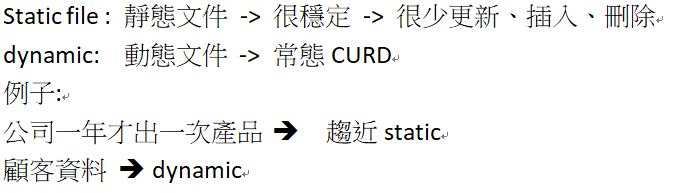 Static file : 靜態文件 -> 很穩定 -> 很少更新、插入、刪除
dynamic: 動態文件 -> 常態 CURD
例子:
公司一年才出一次產品 ➔ 趨近 static
顧客資料 ➔ dynamic